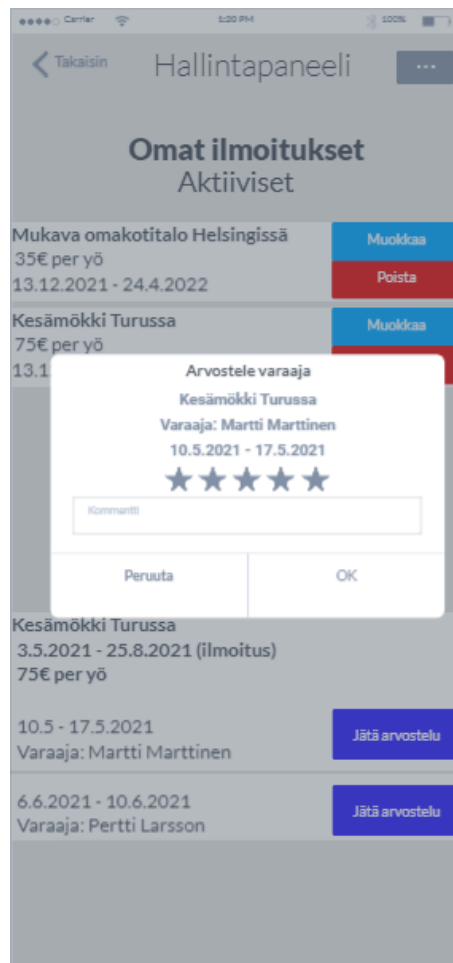 Carrier 1:20 PM 100%
Takaisin Hallintapaneeli ...
Omat ilmoitukset
Aktiiviset
Mukava omakotitalo Helsingissä
35€ per yö
13.12.2021 - 24.4.2022
Muokkaa
Poista
Kesämökki Turussa
75€ per yö
13.1
Muokkaa
Arvostele varaaja
Kesämökki Turussa
Varaaja: Martti Marttinen
10.5.2021 - 17.5.2021
Kommentti
Peruuta OK
Kesämökki Turussa
3.5.2021 - 25.8.2021 (ilmoitus)
75€ per yö
10.5 - 17.5.2021
Varaaja: Martti Marttinen
Jätä arvostelu
6.6.2021 - 10.6.2021
Varaaja: Pertti Larsson
Jätä arvostelu